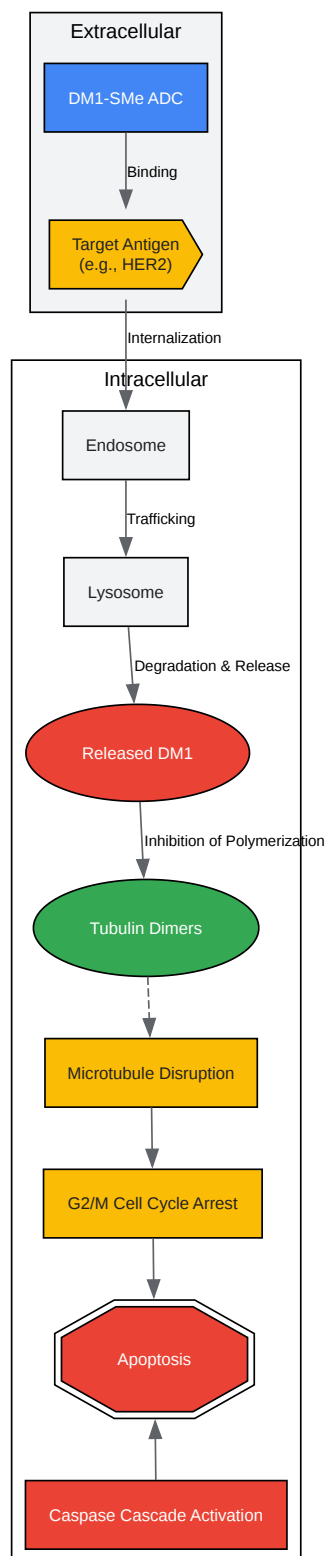 Extracellular
DM1-SMe ADC
Binding
Target Antigen
(e.g., HER2)
Internalization
Intracellular
Endosome
Trafficking
Lysosome
Degradation & Release
Released DM1
Inhibition of Polymerization
Tubulin Dimers
Microtubule Disruption
G2/M Cell Cycle Arrest
Apoptosis
Caspase Cascade Activation